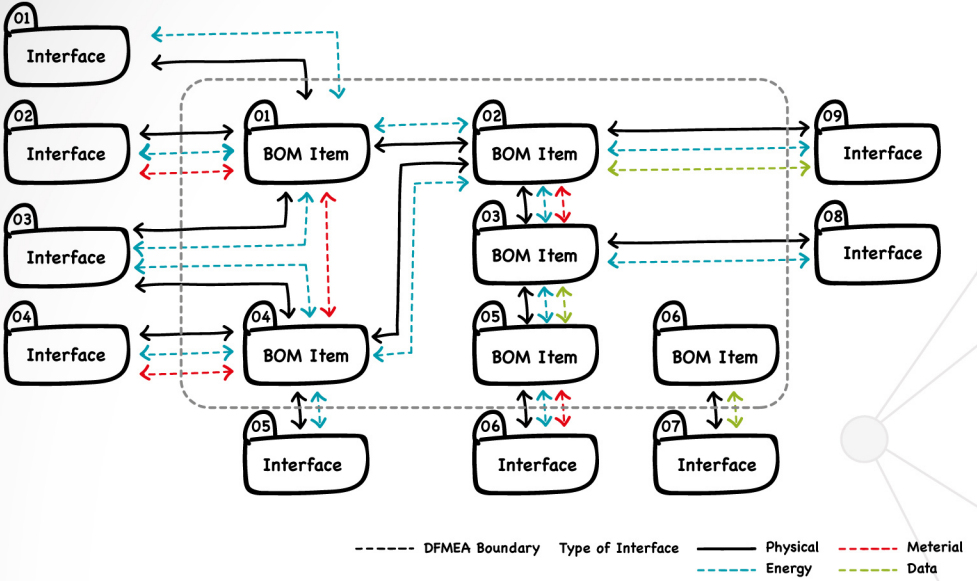 01
Interface
02
Interface
03
Interface
04
Interface
01
BOM Item
02
BOM Item
03
BOM Item
04
BOM Item
05
BOM Item
06
BOM Item
09
Interface
08
Interface
05
Interface
06
Interface
07
Interface
DFMEA Boundary
Type of Interface
Physical
Meterial
Energy
Data